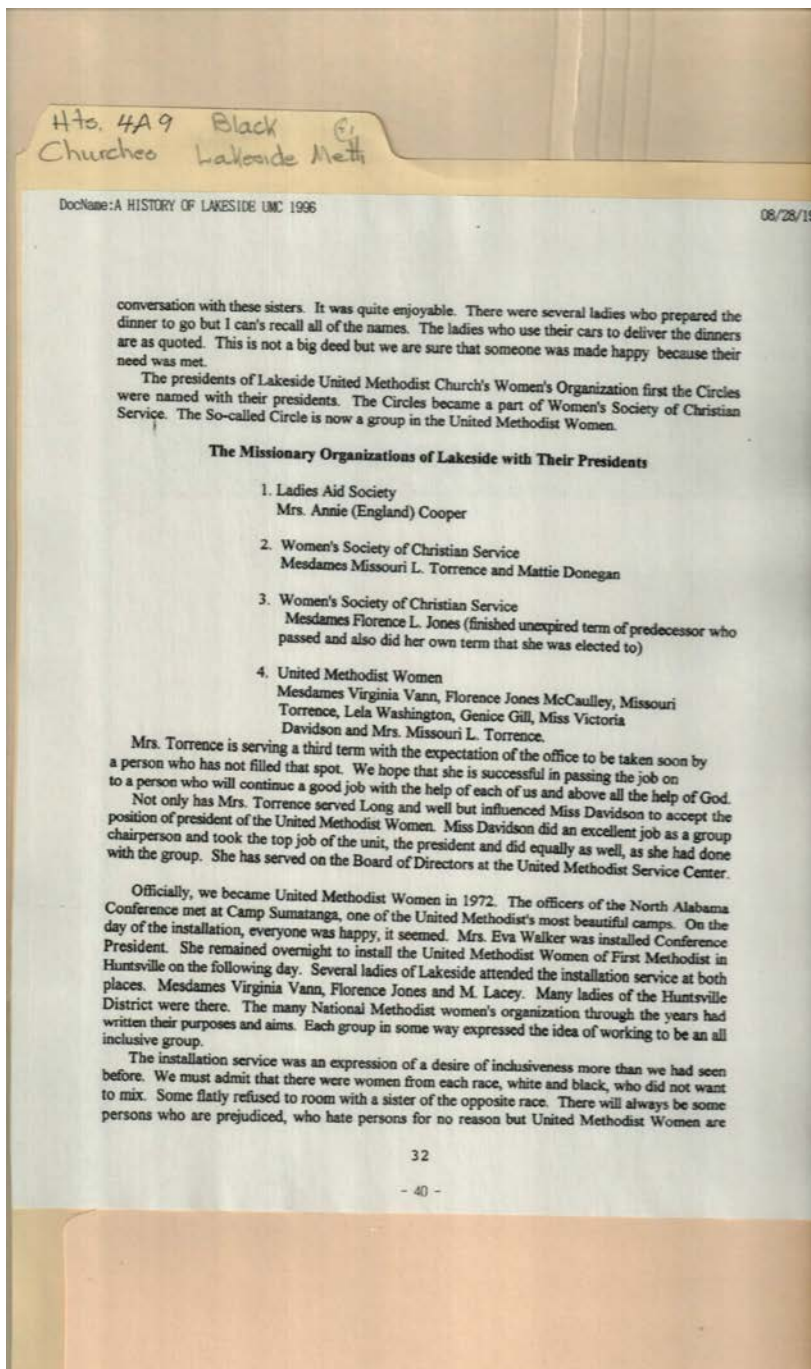 Hts. 4A9 Black
Churches Lakeside Meth
DocName:A HISTORY OF LAKESIDE UMC 1996
08/28/19
conversation with these sisters. It was quite enjoyable. There were several ladies who prepared the
dinner to go but I can's recall all of the names. The ladies who use their cars to deliver the dinners
are as quoted. This is not a big deed but we are sure that someone was made happy because their
need was met.
The presidents of Lakeside United Methodist Church's Women's Organization first the Circles
were named with their presidents. The Circles became a part of Women's Society of Christian
Service. The So-called Circle is now a group in the United Methodist Women.
The Missionary Organizations of Lakeside with Their Presidents
1. Ladies Aid Society
Mrs. Annie (England) Cooper
2. Women's Society of Christian Service
Mesdames Missouri L. Torrence and Mattie Donegan
3. Women's Society of Christian Service
Mesdames Florence L. Jones (finished unexpired term of predecessor who
passed and also did her own term that she was elected to)
4. United Methodist Women
Mesdames Virginia Vann, Florence Jones McCaulley, Missouri
Torrence, Lela Washington, Genice Gill, Miss Victoria
Davidson and Mrs. Missouri L. Torrence.
Mrs. Torrence is serving a third term with the expectation of the office to be taken soon by
a person who has not filled that spot. We hope that she is successful in passing the job on
to a person who will continue a good job with the help of each of us and above all the help of God.
Not only has Mrs. Torrence served Long and well but influenced Miss Davidson to accept the
position of president of the United Methodist Women. Miss Davidson did an excellent job as a group
chairperson and took the top job of the unit, the president and did equally as well, as she had done
with the group. She has served on the Board of Directors at the United Methodist Service Center.
Officially, we became United Methodist Women in 1972. The officers of the North Alabama
Conference met at Camp Sumatanga, one of the United Methodist's most beautiful camps. On the
day of the installation, everyone was happy, it seemed. Mrs. Eva Walker was installed Conference
President. She remained overnight to install the United Methodist Women of First Methodist in
Huntsville on the following day. Several ladies of Lakeside attended the installation service at both
places. Mesdames Virginia Vann, Florence Jones and M. Lacey. Many ladies of the Huntsville
District were there. The many National Methodist women's organization through the years had
written their purposes and aims. Each group in some way expressed the idea of working to be an all
inclusive group.
The installation service was an expression of a desire of inclusiveness more than we had seen
before. We must admit that there were women from each race, white and black, who did not want
to mix. Some flatly refused to room with a sister of the opposite race. There will always be some
persons who are prejudiced, who hate persons for no reason but United Methodist Women are
32
- 40 -